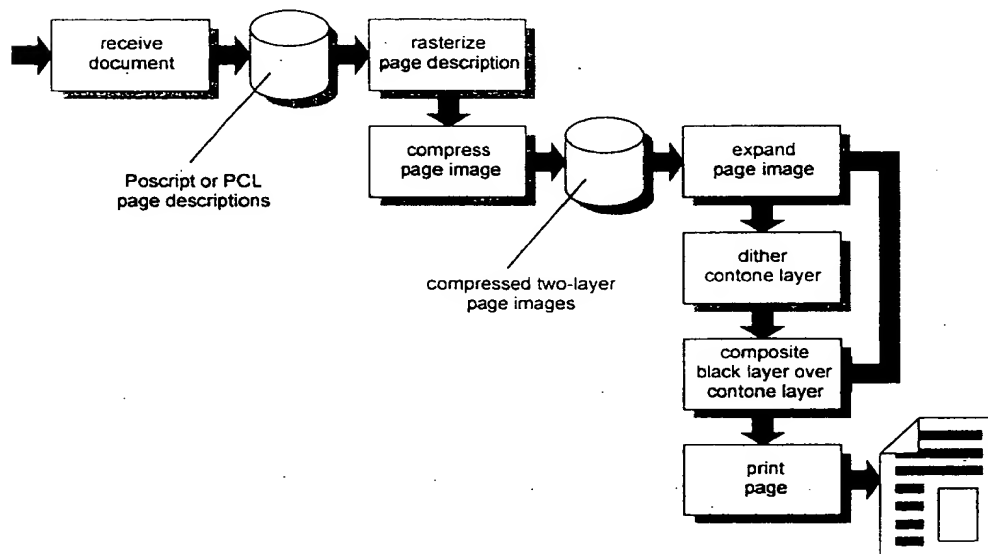 receive
document
rasterize
page description
Poscript or PCL
page descriptions
compress
page image
expand
page image
compressed two-layer
page images
dither
contone layer
composite
black layer over
contone layer
print
page